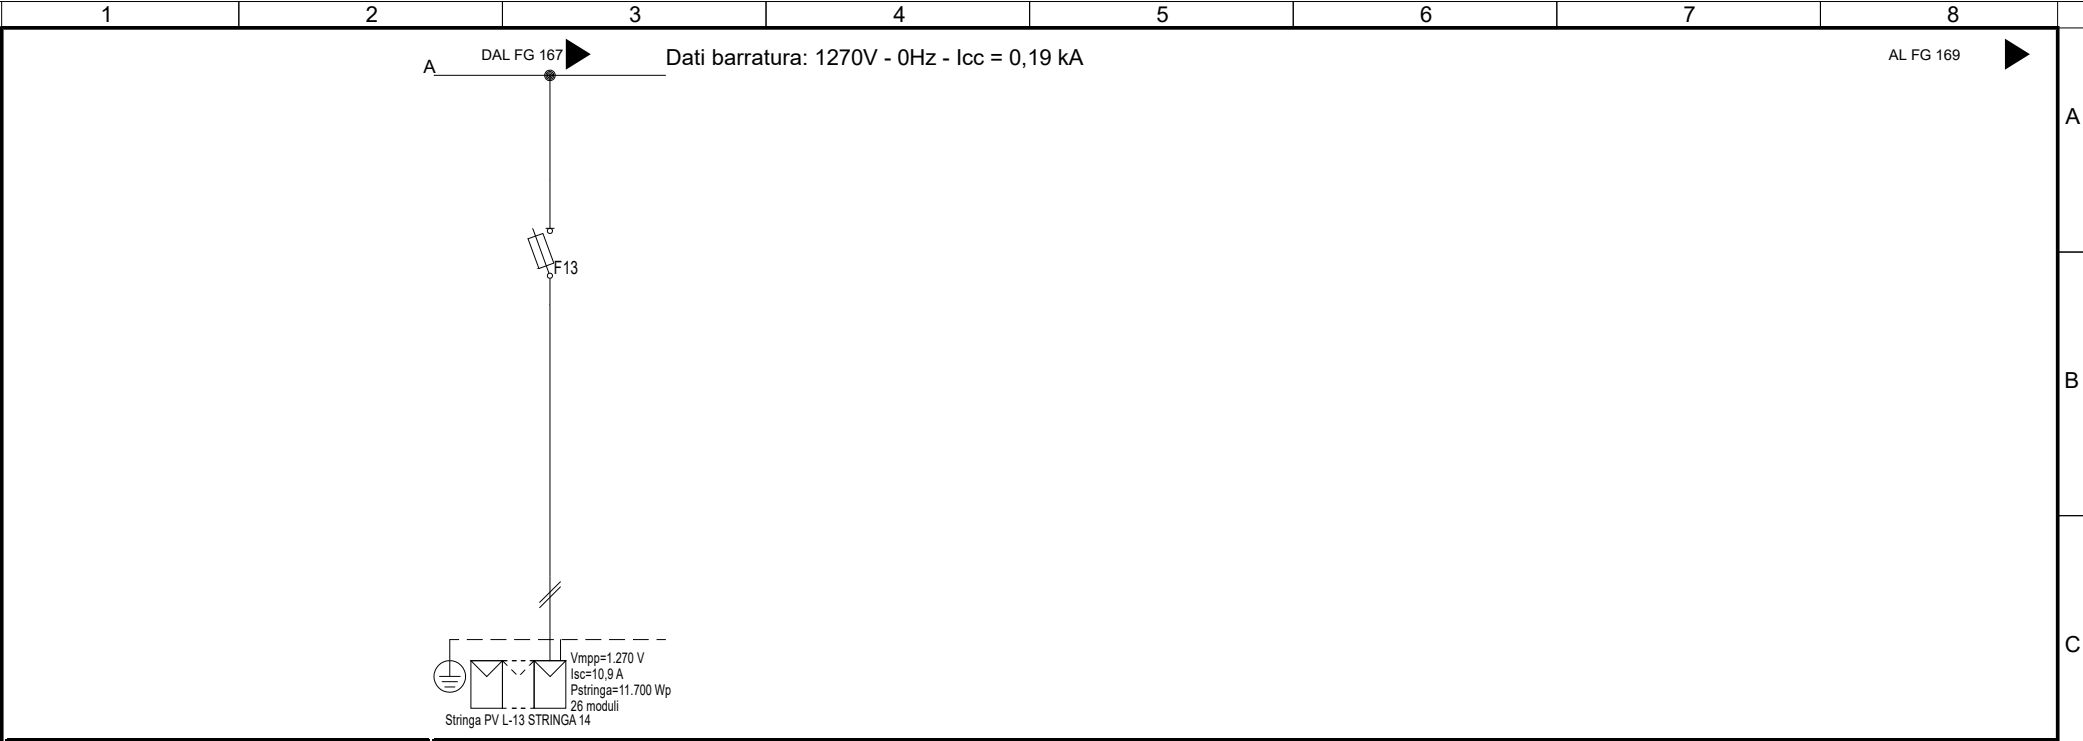 1 2 3 4 5 6 7 8
DAL FG 167
Dati barratura: 1270V - 0Hz - Icc = 0,19 kA
AL FG 169
A
A
F13
B
C
Vmpp=1.270 V
Isc=10,9 A
Pstringa=11.700 Wp
26 moduli
Stringa PV L-13 STRINGA 14